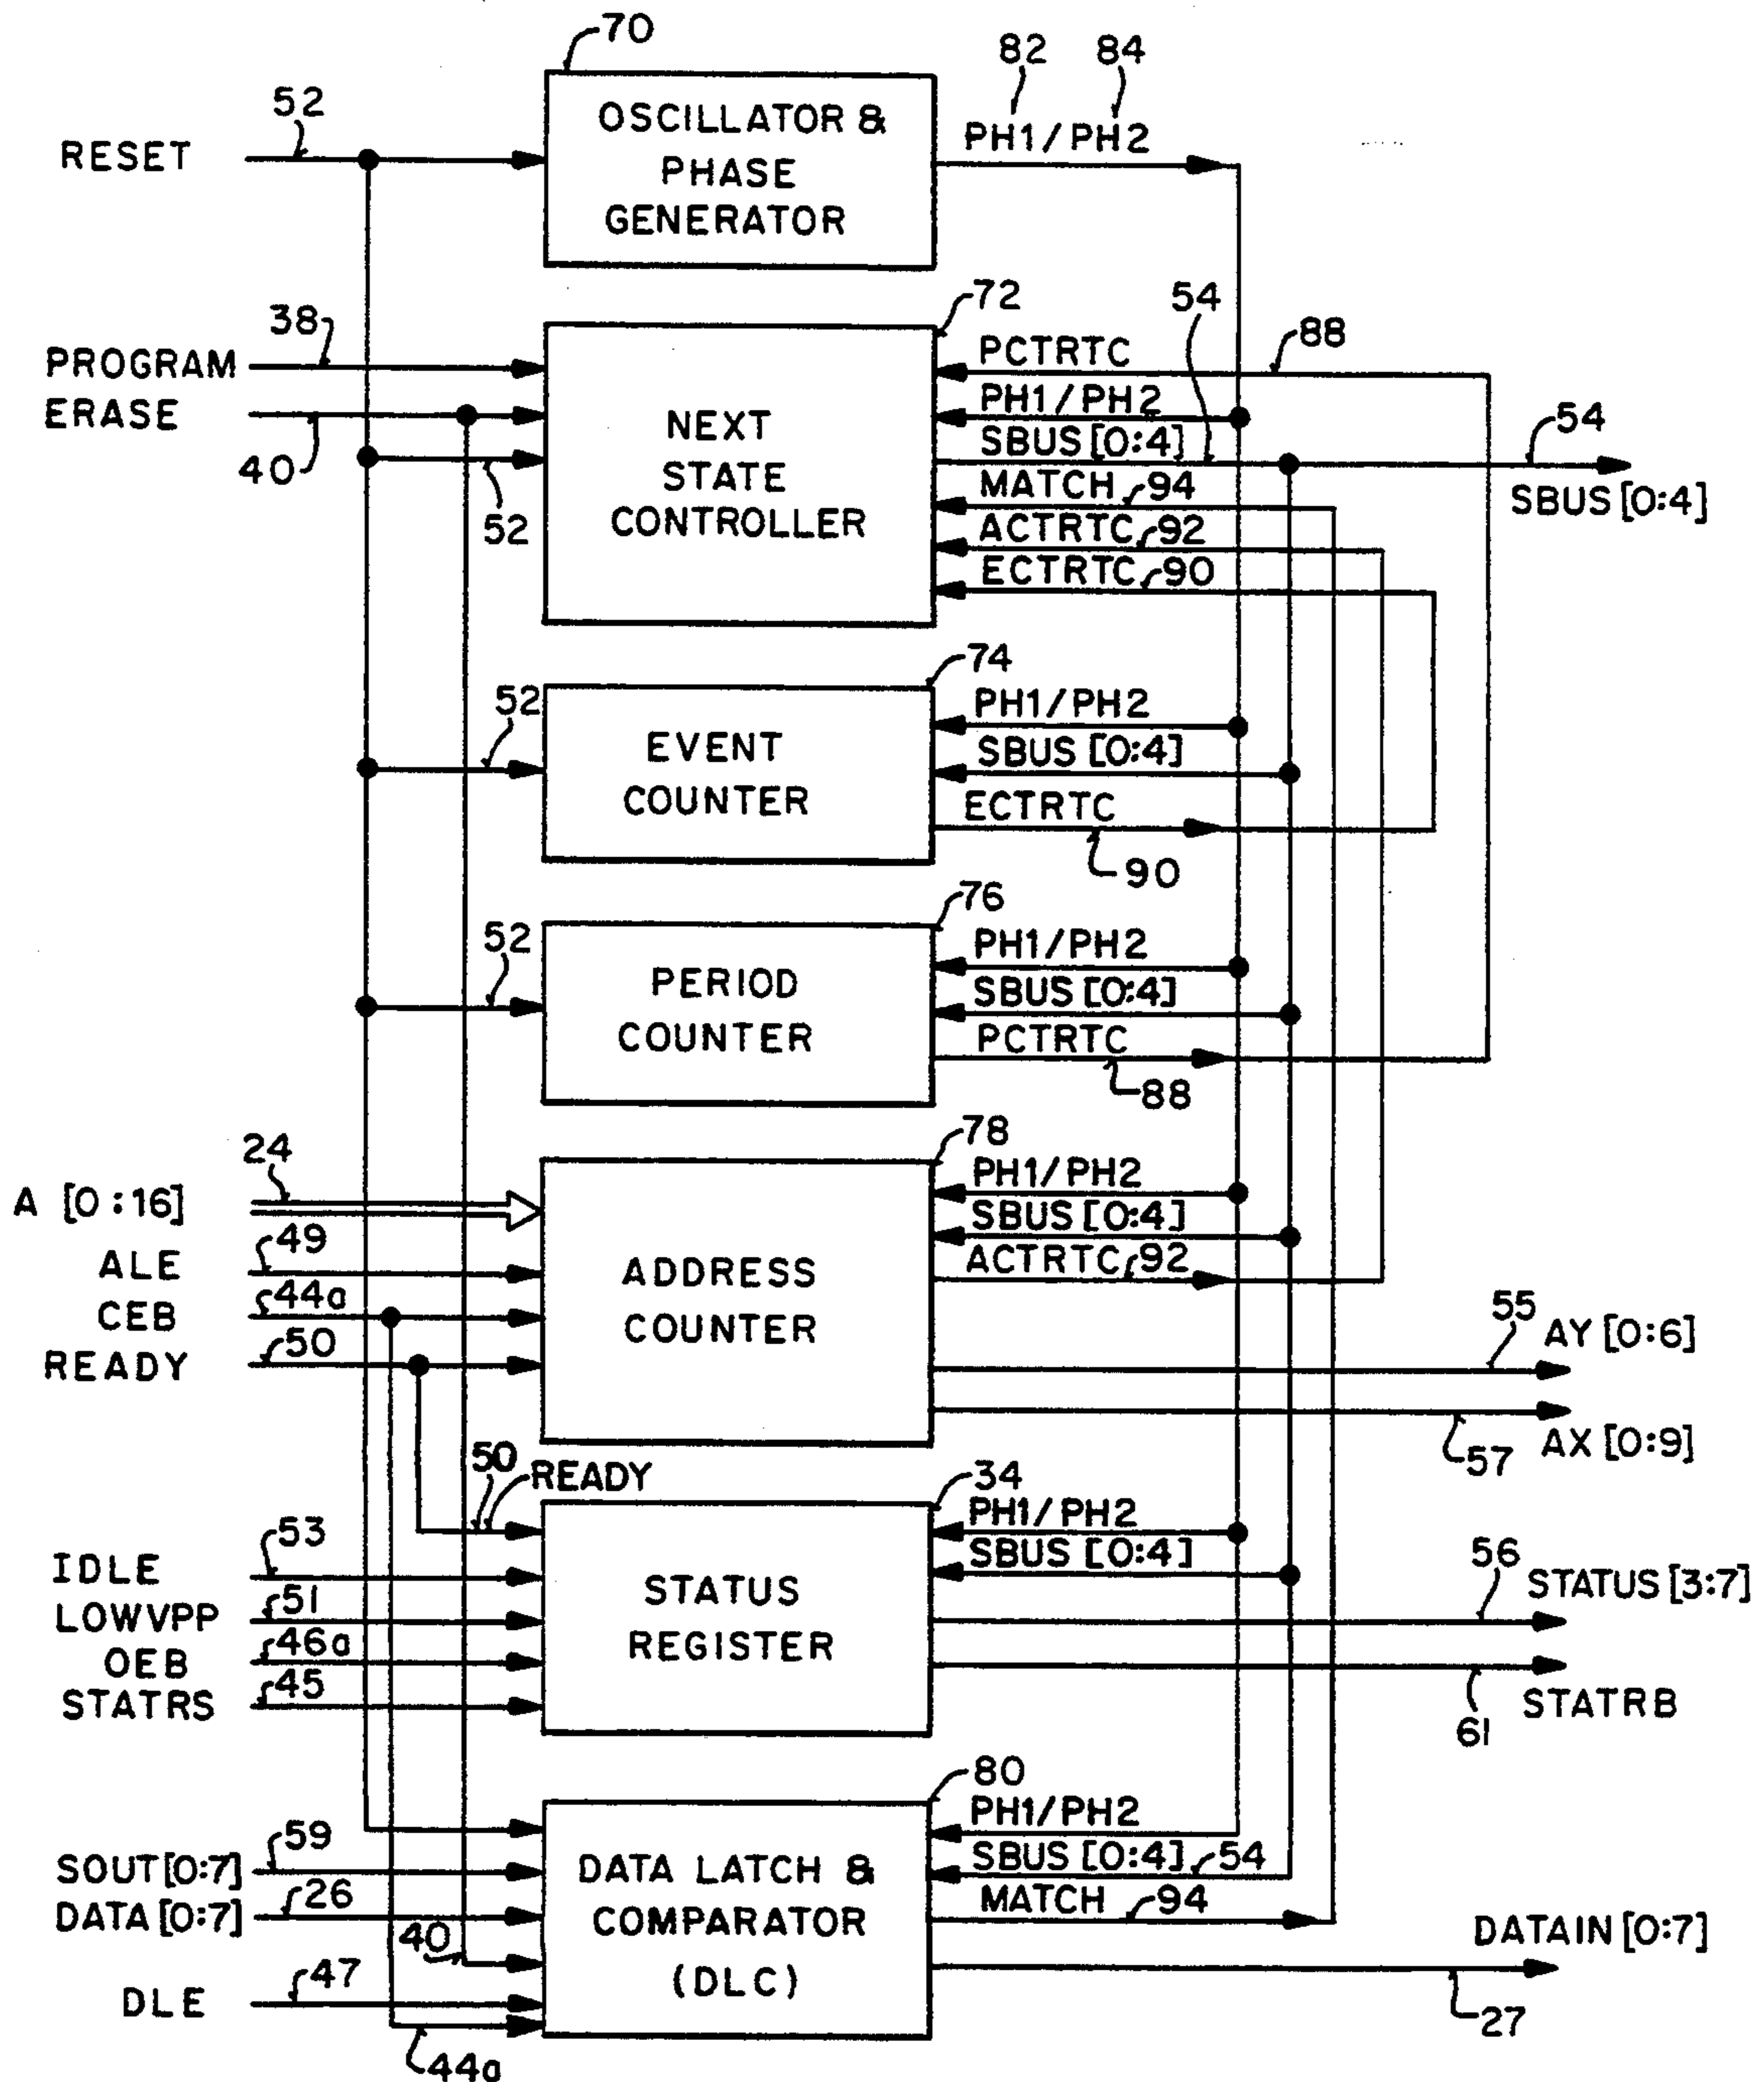 70
82 84
52
RESET
OSCILLATOR &
PHASE
GENERATOR
PH1/PH2
38
72
54
88
PROGRAM
ERASE
40
52
NEXT
STATE
CONTROLLER
PCTRTC
PH1/PH2
SBUS [0:4]
MATCH 94
ACTRTC 92
ECTRTC 90
54
SBUS [0:4]
74
52
EVENT
COUNTER
PH1/PH2
SBUS [0:4]
ECTRTC
90
76
52
PERIOD
COUNTER
PH1/PH2
SBUS [0:4]
PCTRTC
88
78
24
A [0:16]
49
ALE
44a
CEB
50
READY
ADDRESS
COUNTER
PH1/PH2
SBUS [0:4]
ACTRTC 92
55
AY [0:6]
57
AX [0:9]
50 READY
34
53
IDLE
51
LOWVPP
46a
OEB
45
STATRS
STATUS
REGISTER
PH1/PH2
SBUS [0:4]
56
STATUS [3:7]
61
STATRB
80
59
SOUT [0:7]
26
DATA [0:7]
40
47
DLE
44a
DATA LATCH &
COMPARATOR
(DLC)
PH1/PH2
SBUS [0:4] 54
MATCH 94
DATAIN [0:7]
27